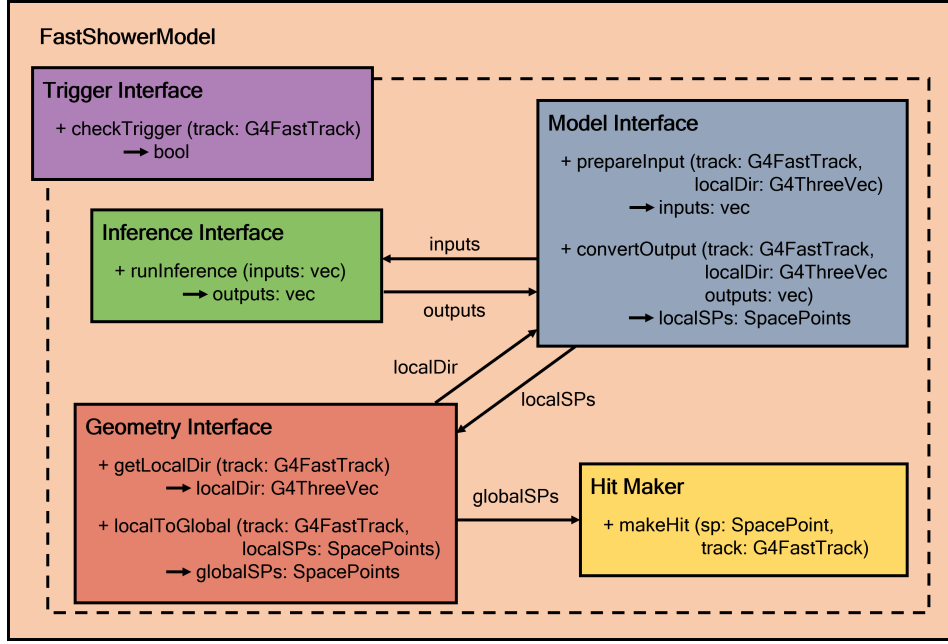 FastShowerModel
Trigger Interface
+ checkTrigger (track: G4FastTrack)
→ bool
Model Interface
+ prepareInput (track: G4FastTrack,
localDir: G4ThreeVec)
→ inputs: vec
+ convertOutput (track: G4FastTrack,
localDir: G4ThreeVec
outputs: vec)
→ localSPs: SpacePoints
Inference Interface
+ runInference (inputs: vec)
→ outputs: vec
inputs
outputs
localDir
localSPs
Geometry Interface
+ getLocalDir (track: G4FastTrack)
→ localDir: G4ThreeVec
+ localToGlobal (track: G4FastTrack,
localSPs: SpacePoints)
→ globalSPs: SpacePoints
globalSPs
Hit Maker
+ makeHit (sp: SpacePoint,
track: G4FastTrack)